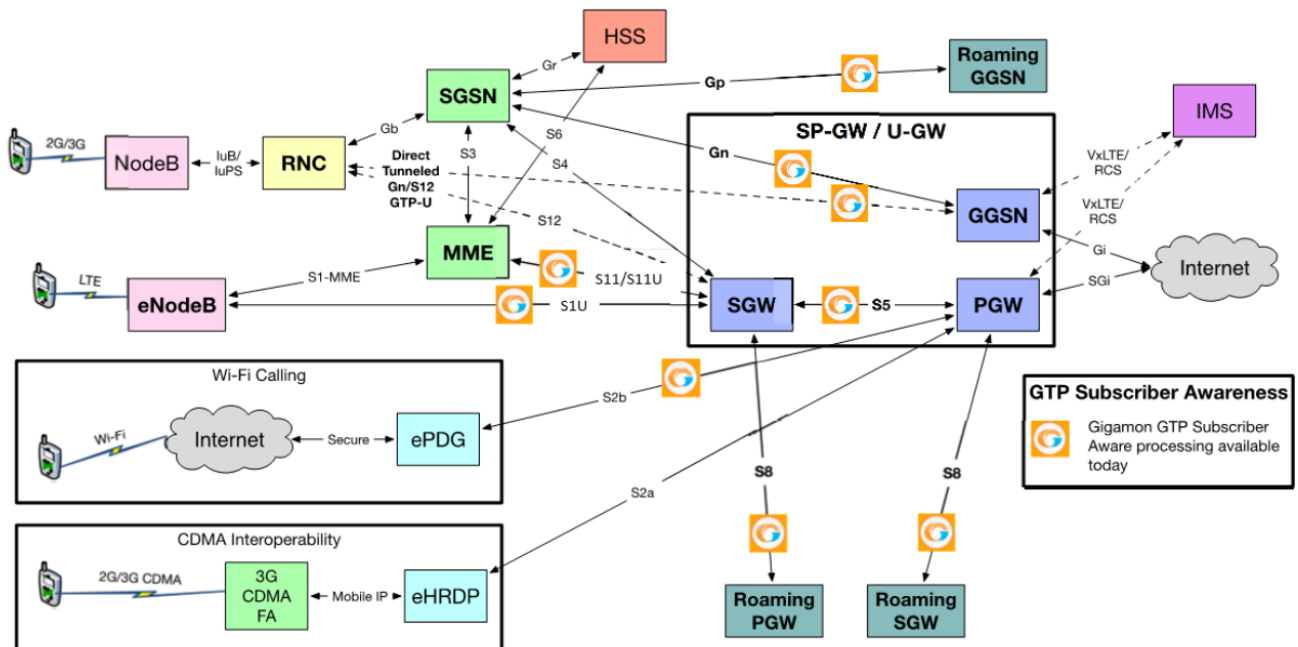 HSS
Roaming
GGSN
Gr
Gp
SGSN
IMS
SP-GW / U-GW
Gb
S6
2G/3G
NodeB
IuB/
IuPS
RNC
Direct
Tunneled
Gn/S12
GTP-U
S3
S4
Gn
VxLTE/
RCS
GGSN
VxLTE/
RCS
S12
MME
Gi
Internet
S1-MME
S11/S11U
SGi
LTE
eNodeB
S1U
SGW
S5
PGW
Wi-Fi Calling
S2b
GTP Subscriber Awareness
Gigamon GTP Subscriber
Aware processing available
today
Wi-Fi
Internet
Secure
ePDG
S8
S8
S2a
CDMA Interoperability
2G/3G CDMA
3G
CDMA
FA
Mobile IP
eHRDP
Roaming
PGW
Roaming
SGW